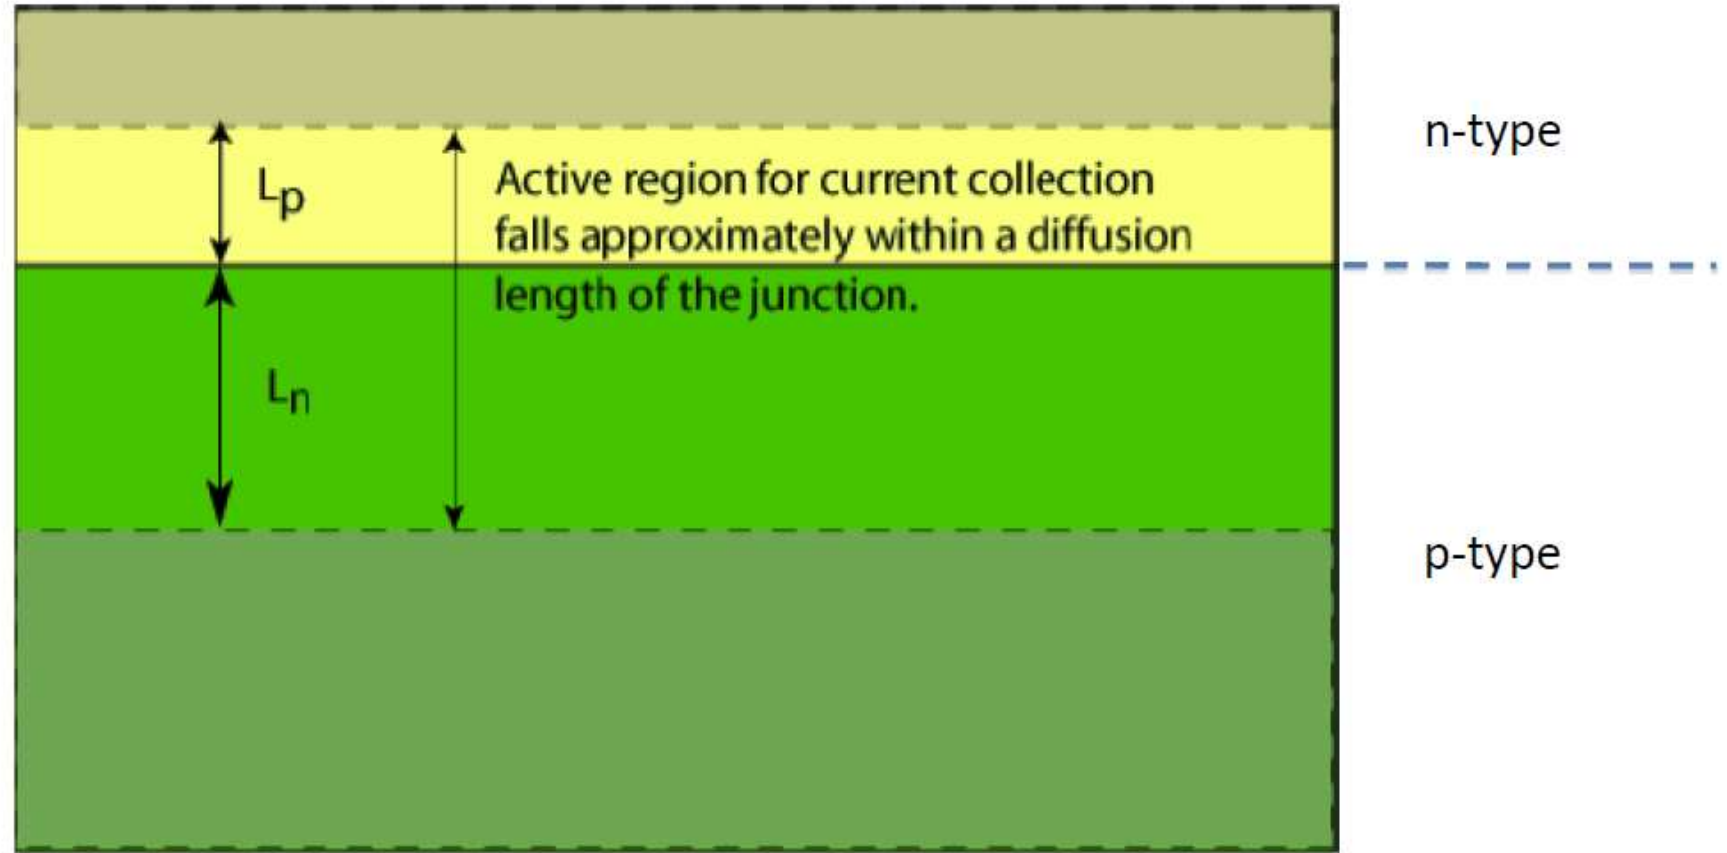 n-type
Lp
Active region for current collection
falls approximately within a diffusion
length of the junction.
Ln
p-type